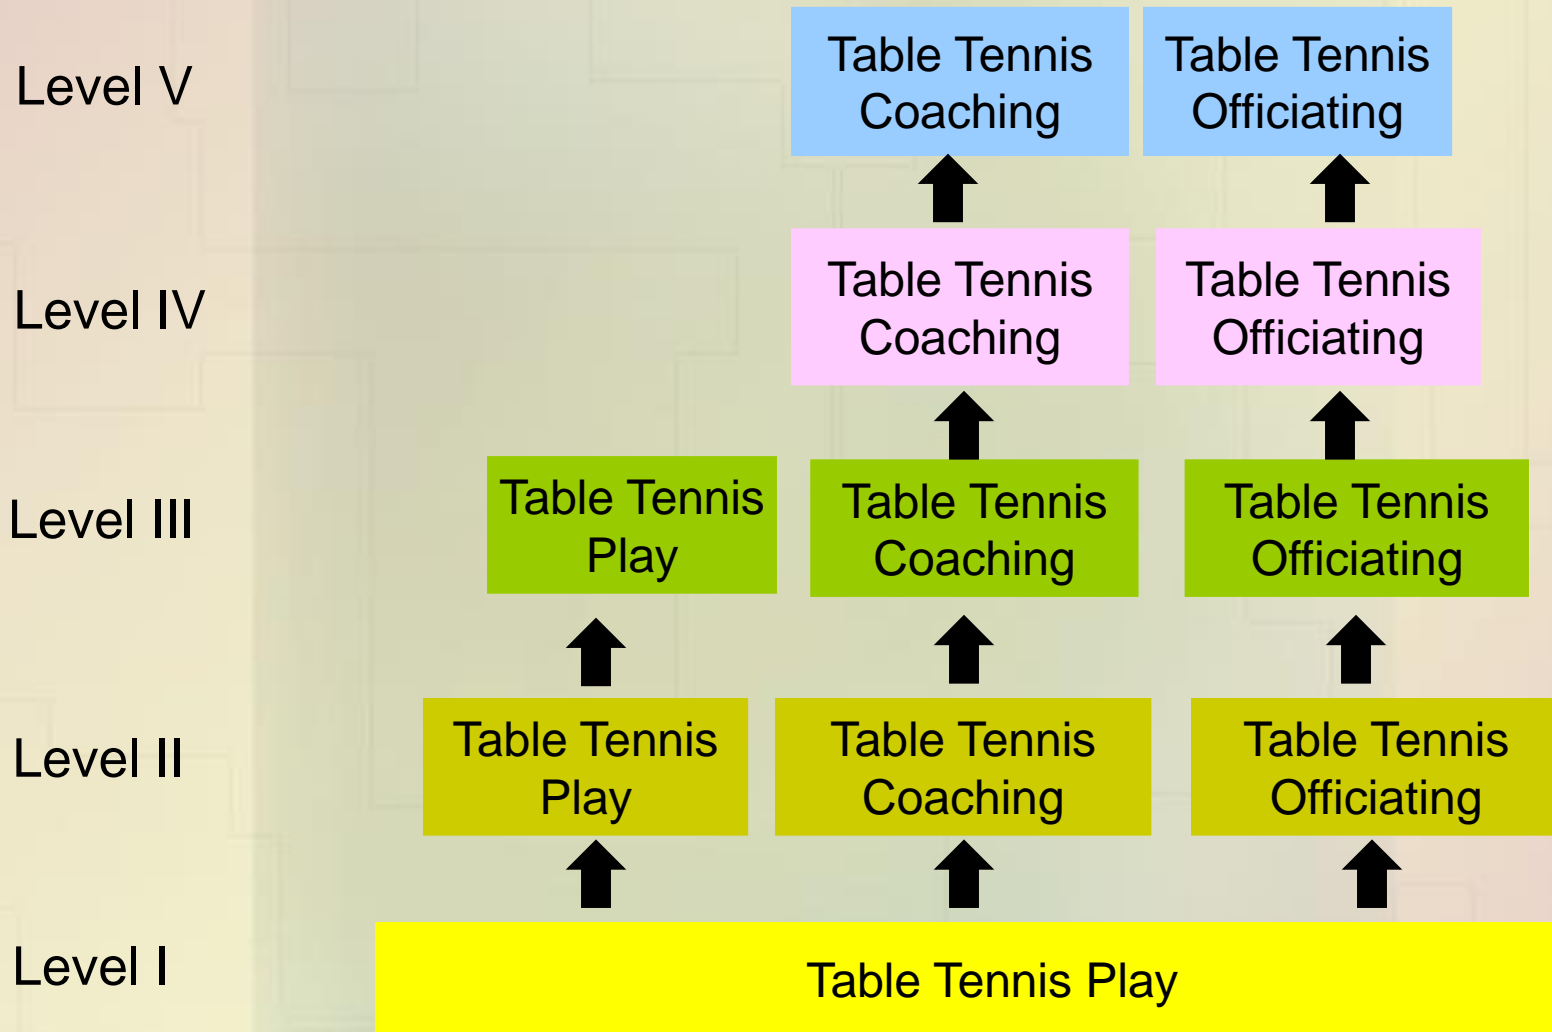 Level V
Table Tennis
Coaching
Table Tennis
Officiating
Level IV
Table Tennis
Coaching
Table Tennis
Officiating
Level III
Table Tennis
Play
Table Tennis
Coaching
Table Tennis
Officiating
Level II
Table Tennis
Play
Table Tennis
Coaching
Table Tennis
Officiating
Level I
Table Tennis Play